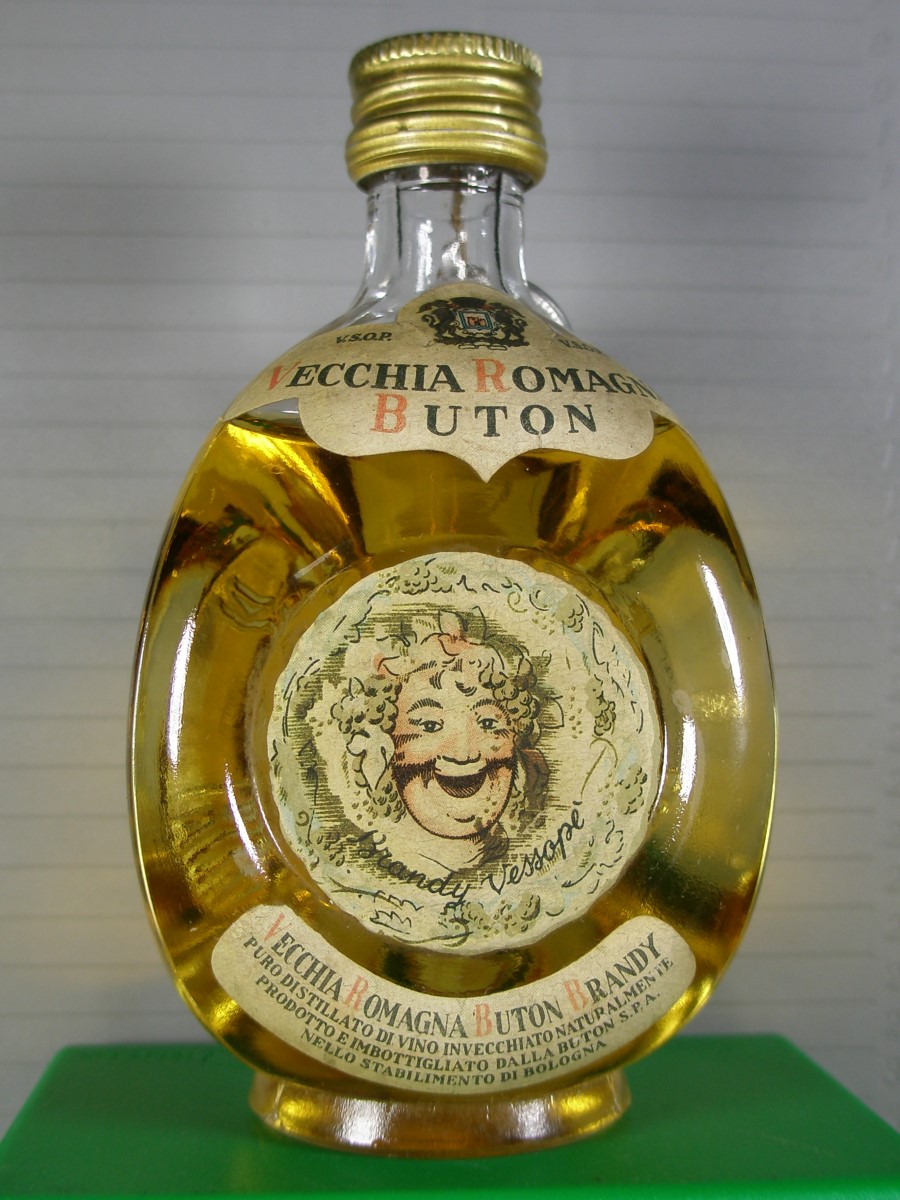 V.S.O.P.
VECCHIA ROMAGN
BUTON
Brandy Vessopé
VECCHIA ROMAGNA BUTON BRANDY
PURO DISTILLATO DI VINO INVECCHIATO NATURALMENTE
PRODOTTO E IMBOTTIGLIATO DALLA BUTON S.P.A.
NELLO STABILIMENTO DI BOLOGNA